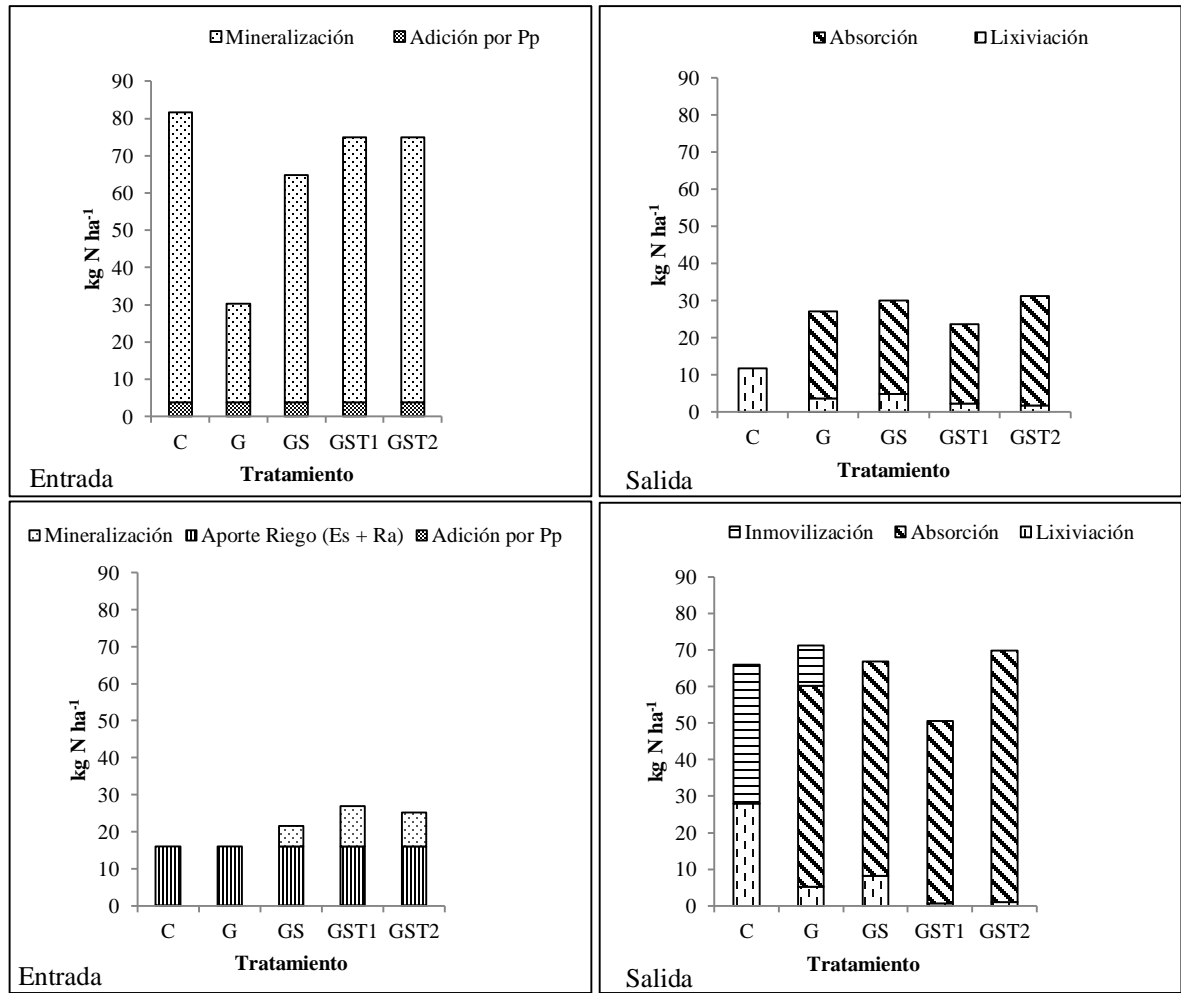 Mineralización Adición por Pp
90
80
70
60
50
40
30
20
10
0
kg N ha-1
C G GS GST1 GST2
Tratamiento
Entrada
Absorción Lixiviación
90
80
70
60
50
40
30
20
10
0
kg N ha-1
C G GS GST1 GST2
Tratamiento
Salida
Mineralización Aporte Riego (Es + Ra) Adición por Pp
90
80
70
60
50
40
30
20
10
0
kg N ha-1
C G GS GST1 GST2
Tratamiento
Entrada
Inmovilización Absorción Lixiviación
90
80
70
60
50
40
30
20
10
0
kg N ha-1
C G GS GST1 GST2
Tratamiento
Salida